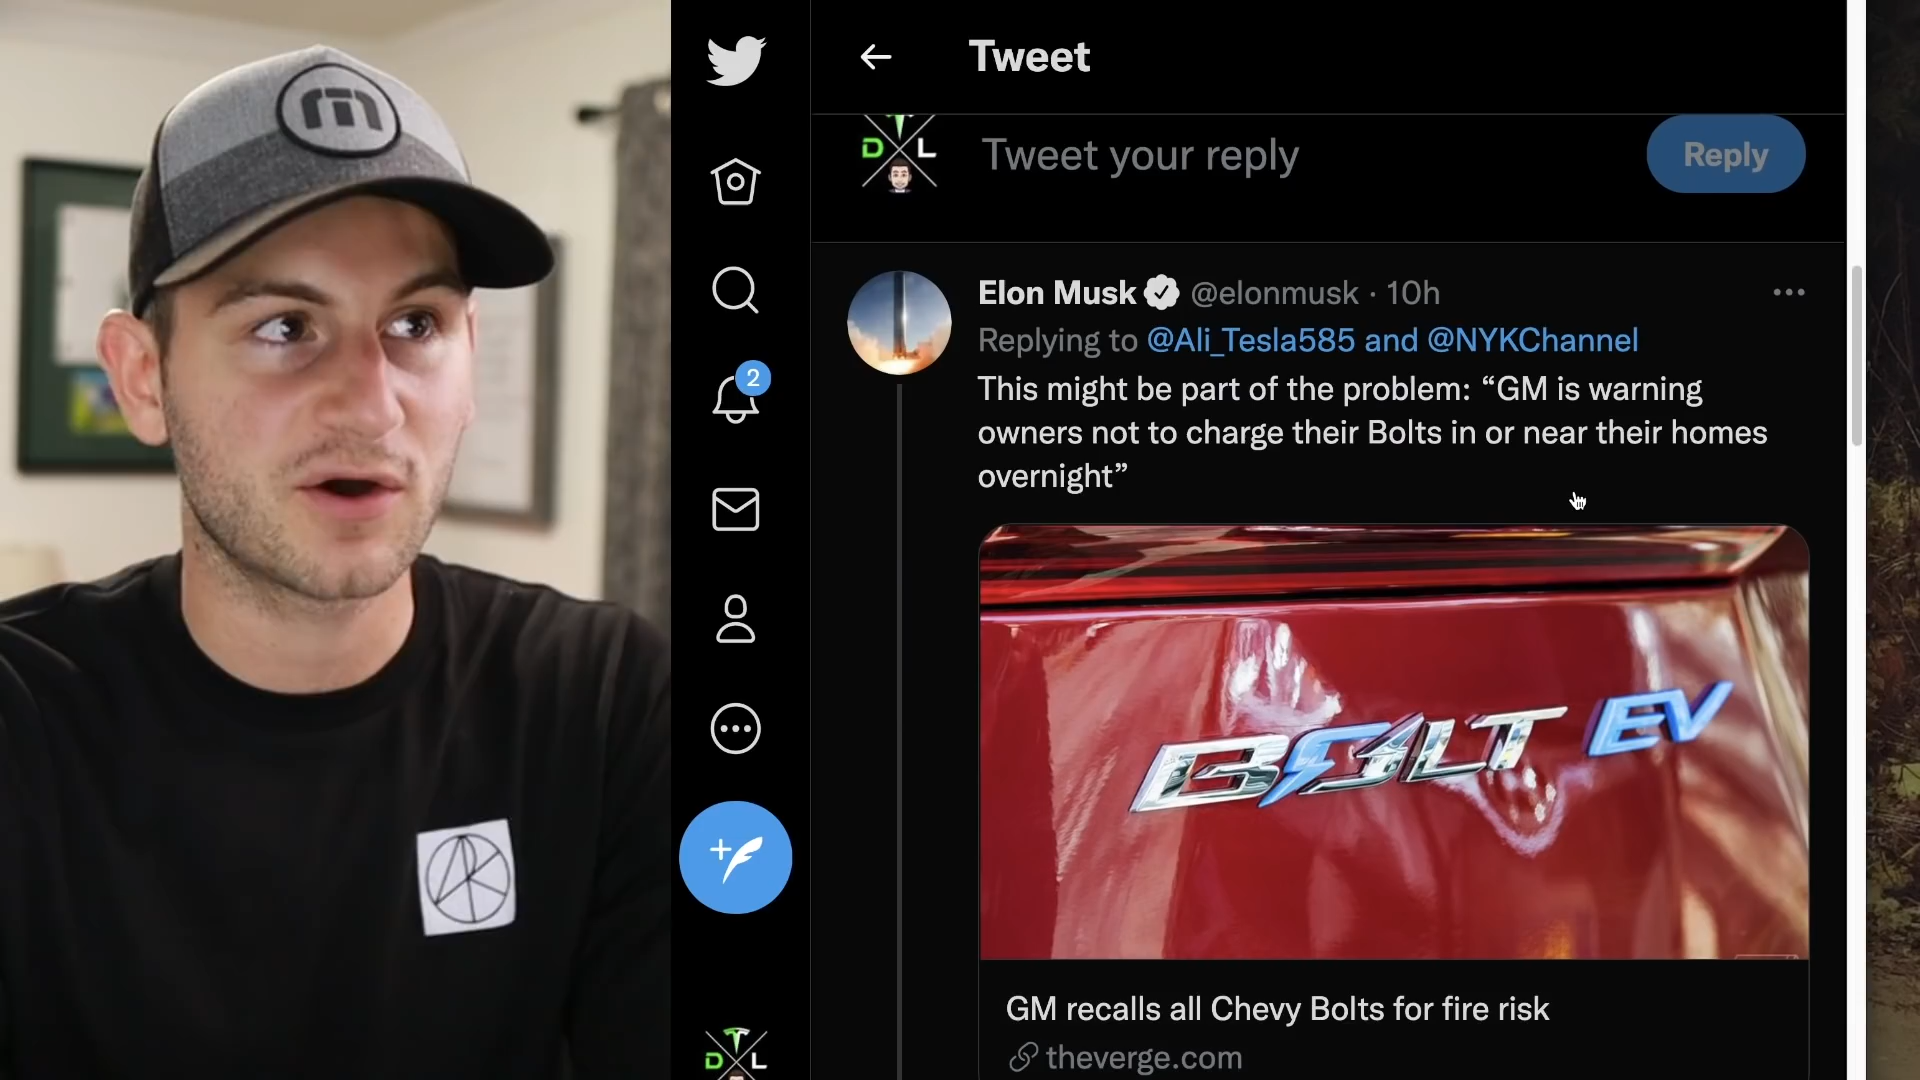 Tweet
D L
Tweet your reply
Reply
Elon Musk @elonmusk · 10h
Replying to @Ali_Tesla585 and @NYKChannel
2
This might be part of the problem: “GM is warning
owners not to charge their Bolts in or near their homes
overnight”
BOLT EV
GM recalls all Chevy Bolts for fire risk
theverge.com
D L